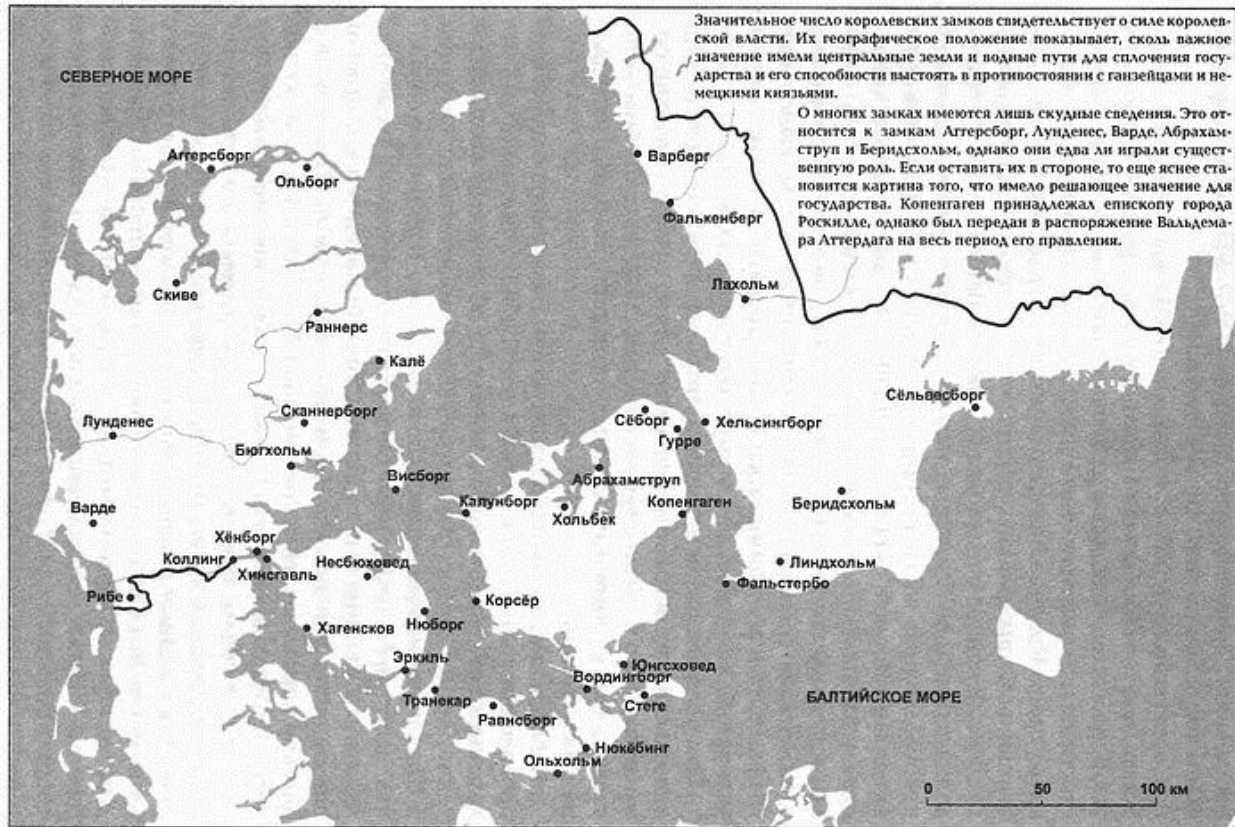 Значительное число королевских замков свидетельствует о силе королев-
ской власти. Их географическое положение показывает, сколь важное
значение имели центральные земли и водные пути для сплочения госу-
дарства и его способности выстоять в противостоянии с ганзейцами и не-
мецкими князьями.
О многих замках имеются лишь скудные сведения. Это от-
носится к замкам Аггерсборг, Лунденес, Варде, Абрахам-
струп и Беридсхольм, однако они едва ли играли сущест-
венную роль. Если оставить их в стороне, то еще яснее ста-
новится картина того, что имело решающее значение для
государства. Копенгаген принадлежал епископу города
Роскилле, однако был передан в распоряжение Вальдема-
ра Аттердага на весь период его правления.
СЕВЕРНОЕ МОРЕ
Аггерсборг
Ольборг
Варберг
Фалькенберг
Скиве
Раннерс
Лахольм
Калё
Сканнерборг
Лунденес
Бюгхольм
Сёборг
Гурре
Хельсингборг
Сёльвесборг
Висборг
Абрахамструп
Калунборг
Хольбек
Копенгаген
Беридсхольм
Варде
Хёнборг
Коллинг
Хинсгавль
Несбюховед
Линдхольм
Фальстербо
Рибе
Корсёр
Нюборг
Хагенсков
Эркиль
Юнгсховед
Вордингборг
Транекар
Стеге
Равнсборг
БАЛТИЙСКОЕ МОРЕ
Нюкёбинг
Ольхольм
0 50 100 км